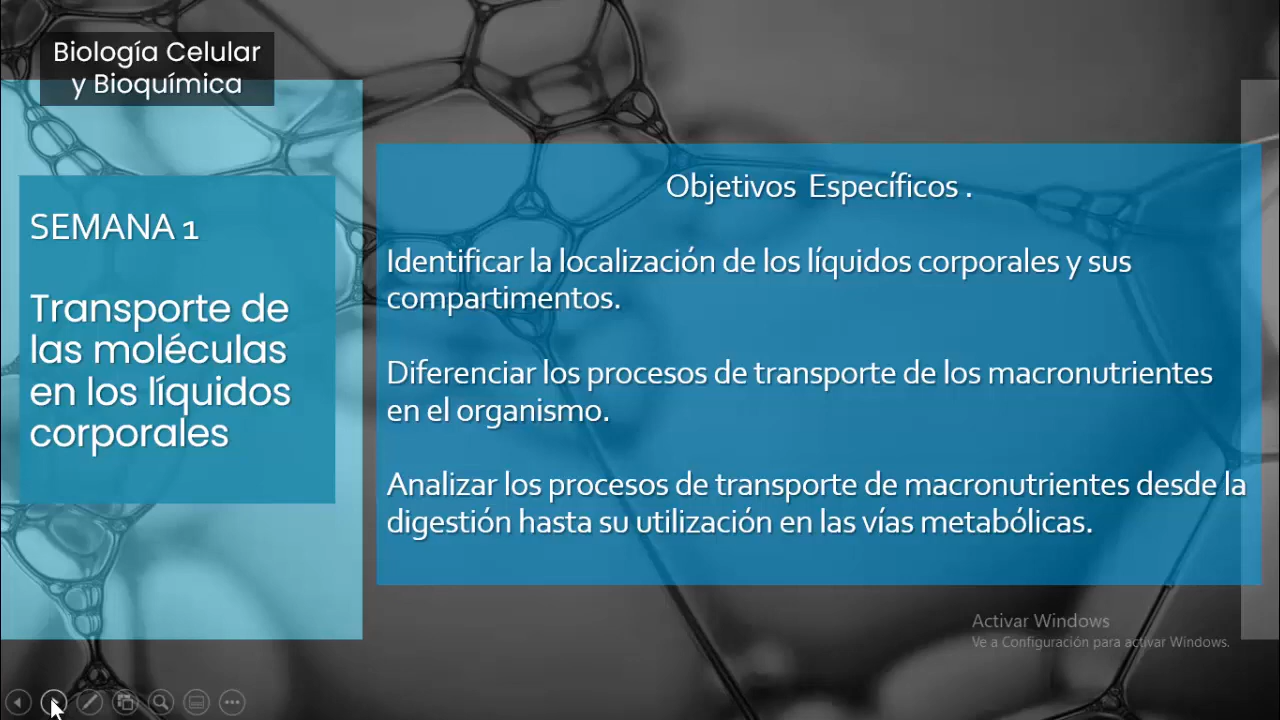 Biología Celular
y Bioquímica
SEMANA 1
Transporte de
las moléculas
en los líquidos
corporales
Objetivos Específicos .
Identificar la localización de los líquidos corporales y sus
compartimentos.
Diferenciar los procesos de transporte de los macronutrientes
en el organismo.
Analizar los procesos de transporte de macronutrientes desde la
digestión hasta su utilización en las vías metabólicas.
Activar Windows
Ve a Configuración para activar Windows.